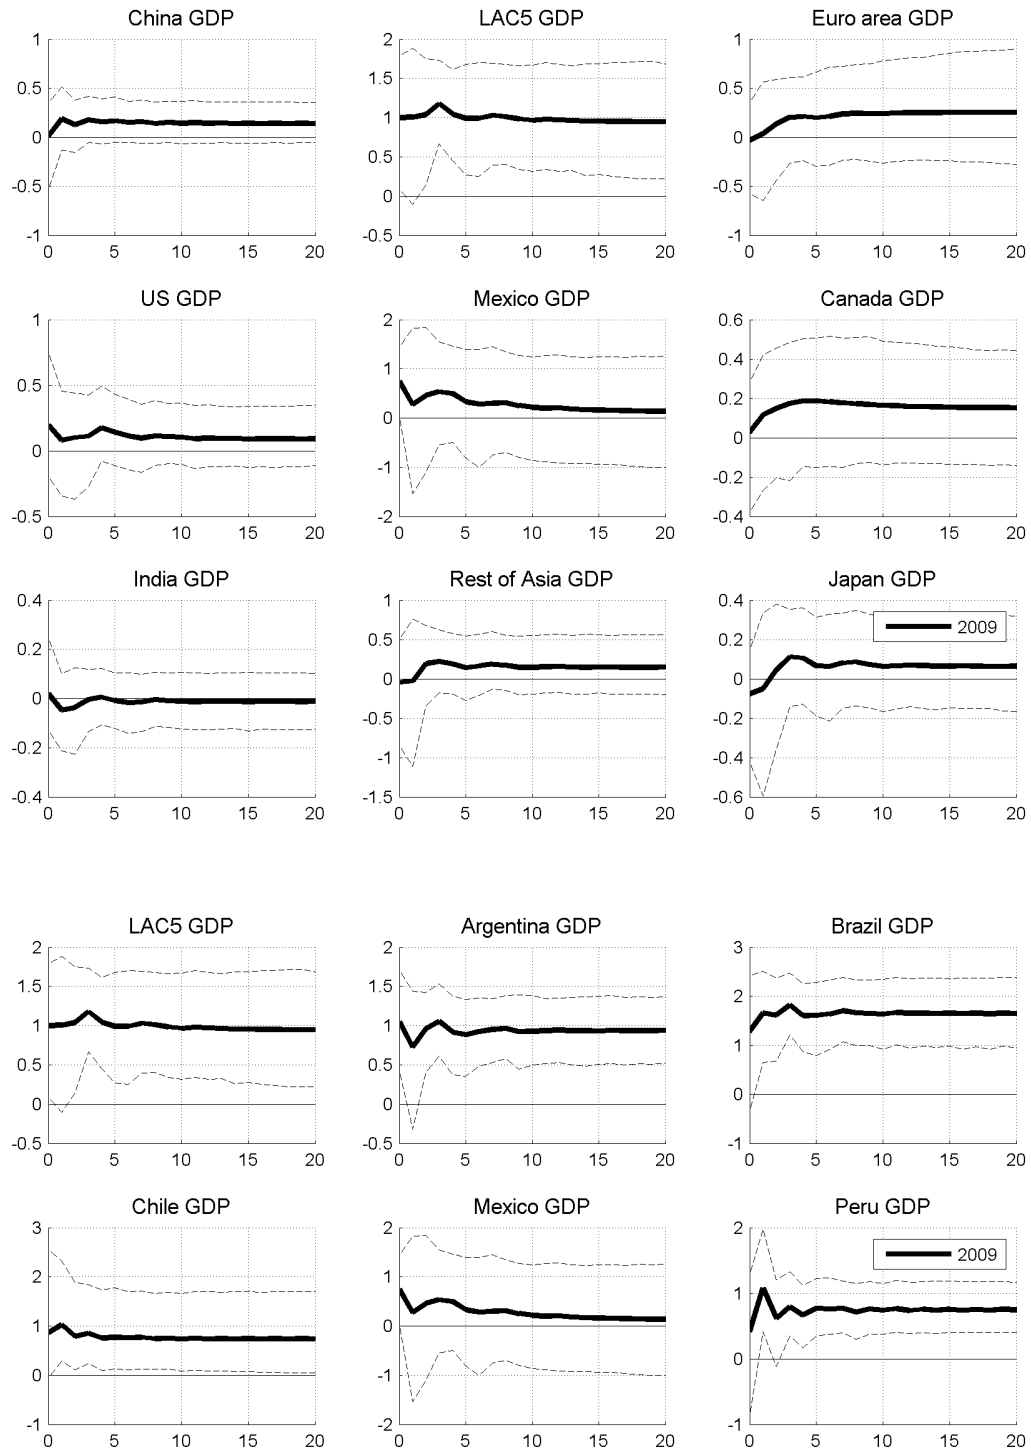 China GDP
LAC5 GDP
Euro area GDP
1
0.5
0
-0.5
-1
0 5 10 15 20
2
1.5
1
0.5
0
-0.5
0 5 10 15 20
1
0.5
0
-0.5
-1
0 5 10 15 20
US GDP
Mexico GDP
Canada GDP
1
0.5
0
-0.5
0 5 10 15 20
2
1
0
-1
-2
0 5 10 15 20
0.6
0.4
0.2
0
-0.2
-0.4
0 5 10 15 20
India GDP
Rest of Asia GDP
Japan GDP
0.4
0.2
0
-0.2
-0.4
0 5 10 15 20
1
0.5
0
-0.5
-1
-1.5
0 5 10 15 20
0.4
0.2
0
-0.2
-0.4
-0.6
0 5 10 15 20
2009
LAC5 GDP
Argentina GDP
Brazil GDP
2
1.5
1
0.5
0
-0.5
0 5 10 15 20
2
1.5
1
0.5
0
-0.5
0 5 10 15 20
3
2
1
0
-1
0 5 10 15 20
Chile GDP
Mexico GDP
Peru GDP
3
2
1
0
-1
0 5 10 15 20
2
1
0
-1
-2
0 5 10 15 20
2
1
0
-1
0 5 10 15 20
2009